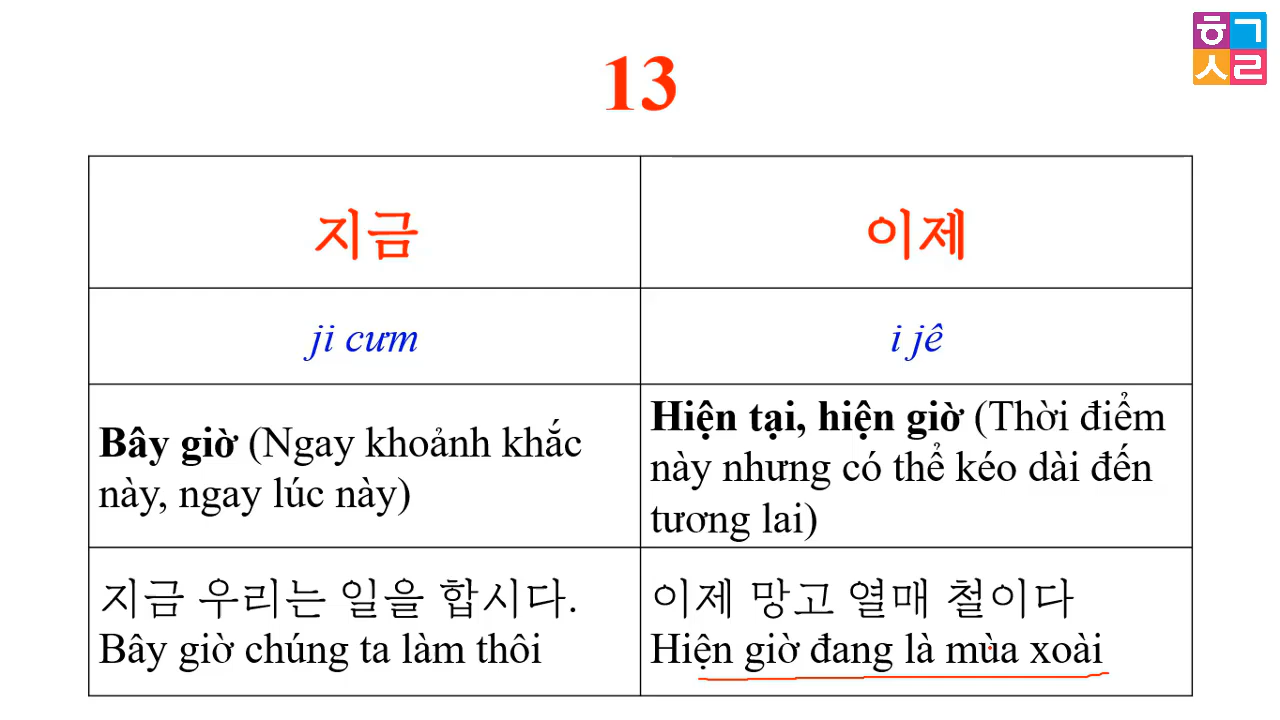 ㅎㄱ
ㅅㄹ
13
지금
이제
ji cưm
i jê
Bây giờ (Ngay khoảnh khắc
này, ngay lúc này)
Hiện tại, hiện giờ (Thời điểm
này nhưng có thể kéo dài đến
tương lai)
지금 우리는 일을 합시다.
Bây giờ chúng ta làm thôi
이제 망고 열매 철이다
Hiện giờ đang là mùa xoài